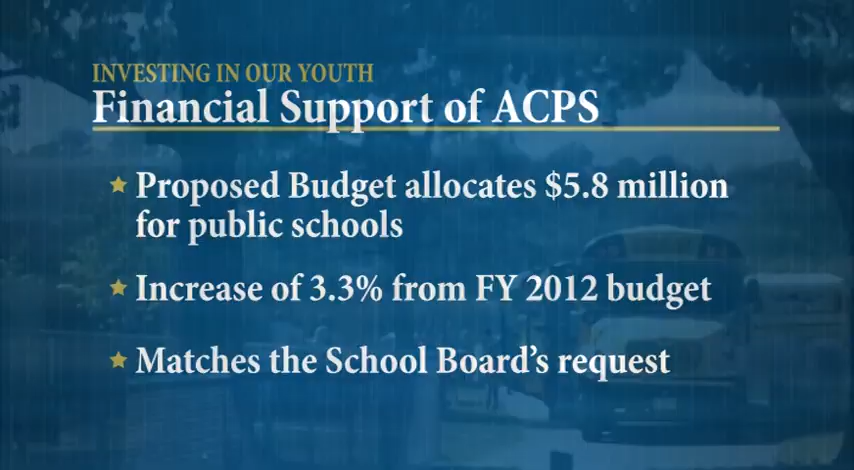 INVESTING IN OUR YOUTH
Financial Support of ACPS
Proposed Budget allocates $5.8 million
for public schools
Increase of 3.3% from FY 2012 budget
Matches the School Board's request